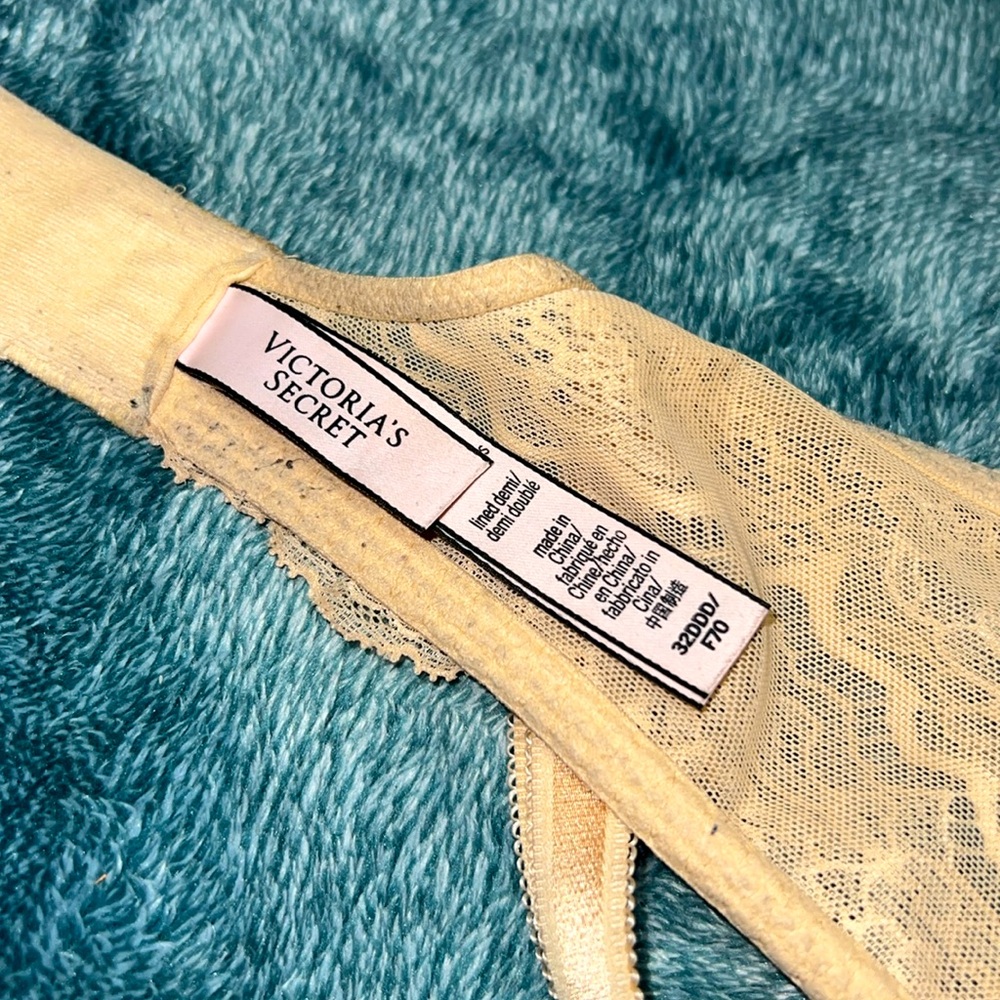 VICTORIA'S
SECRET
s
lined demi/
demi doublé
made in
China/
fabriqué en
Chine/hecho
en China/
fabbricato in
Cina/
中国製造
32DDD/
F70